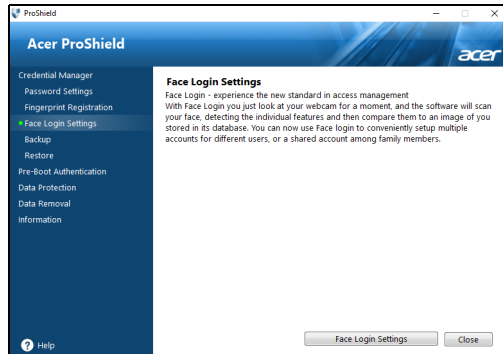 ProShield
Acer ProShield
acer
Credential Manager
Password Settings
Fingerprint Registration
Face Login Settings
Backup
Restore
Pre-Boot Authentication
Data Protection
Data Removal
Information
Help
Face Login Settings
Face Login - experience the new standard in access management
With Face Login you just look at your webcam for a moment, and the software will scan
your face, detecting the individual features and then compare them to an image of you
stored in its database. You can now use Face login to conveniently setup multiple
accounts for different users, or a shared account among family members.
Face Login Settings
Close